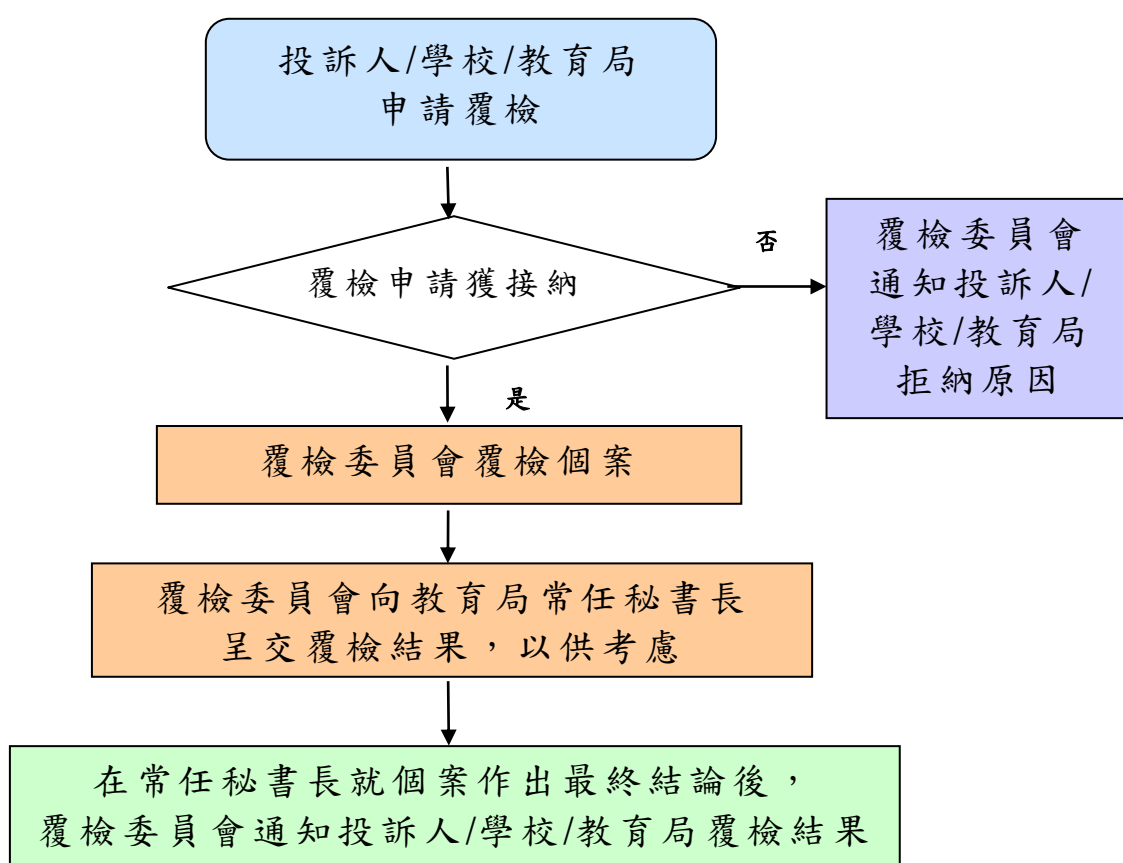 投訴人/學校/教育局
申請覆檢
覆檢申請獲接納
否
覆檢委員會
通知投訴人/
學校/教育局
拒納原因
是
覆檢委員會覆檢個案
覆檢委員會向教育局常任秘書長
呈交覆檢結果，以供考慮
在常任秘書長就個案作出最終結論後，
覆檢委員會通知投訴人/學校/教育局覆檢結果